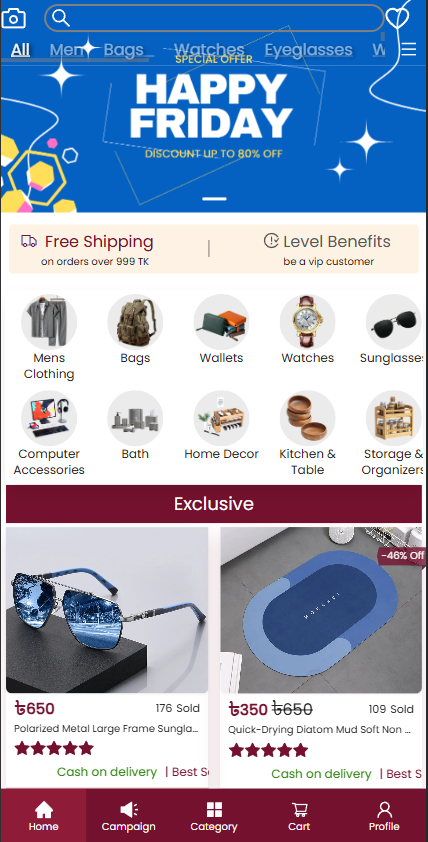 All Men Bags Watches Eyeglasses W
SPECIAL OFFER
HAPPY
FRIDAY
DISCOUNT UP TO 80% OFF
Free Shipping | Level Benefits
on orders over 999 TK be a vip customer
Mens Bags Wallets Watches Sunglasses
Clothing
Computer Bath Home Decor Kitchen & Storage &
Accessories Table Organizers
Exclusive
-46% Off
৳650 176 Sold ৳350 ৳650 109 Sold
Polarized Metal Large Frame Sungla... Quick-Drying Diatom Mud Soft Non ...
Cash on delivery | Best S Cash on delivery | Best S
Home Campaign Category Cart Profile